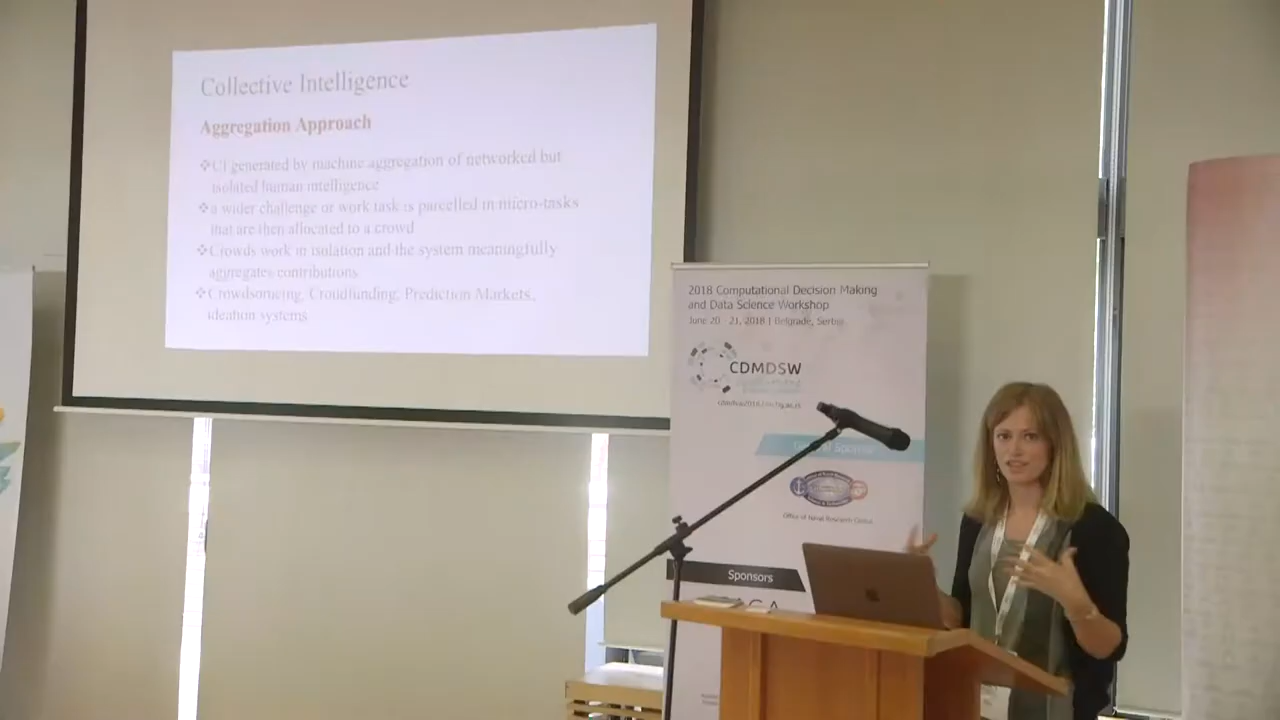 Collective Intelligence
Aggregation Approach
❖UI generated by machine aggregation of networked but
isolated human intelligence
❖a wider challenge or work task is parcelled in micro-tasks
that are then allocated to a crowd
❖Crowds work in isolation and the system meaningfully
aggregates contributions
Crowdfunding, Prediction Markets,
ideation systems
2018 Computational Decision Making
and Data Science Workshop
June 20 - 21, 2018 | Belgrade, Serbia
CDMDSW
Sponsor
Office of Naval Research Global
Sponsors